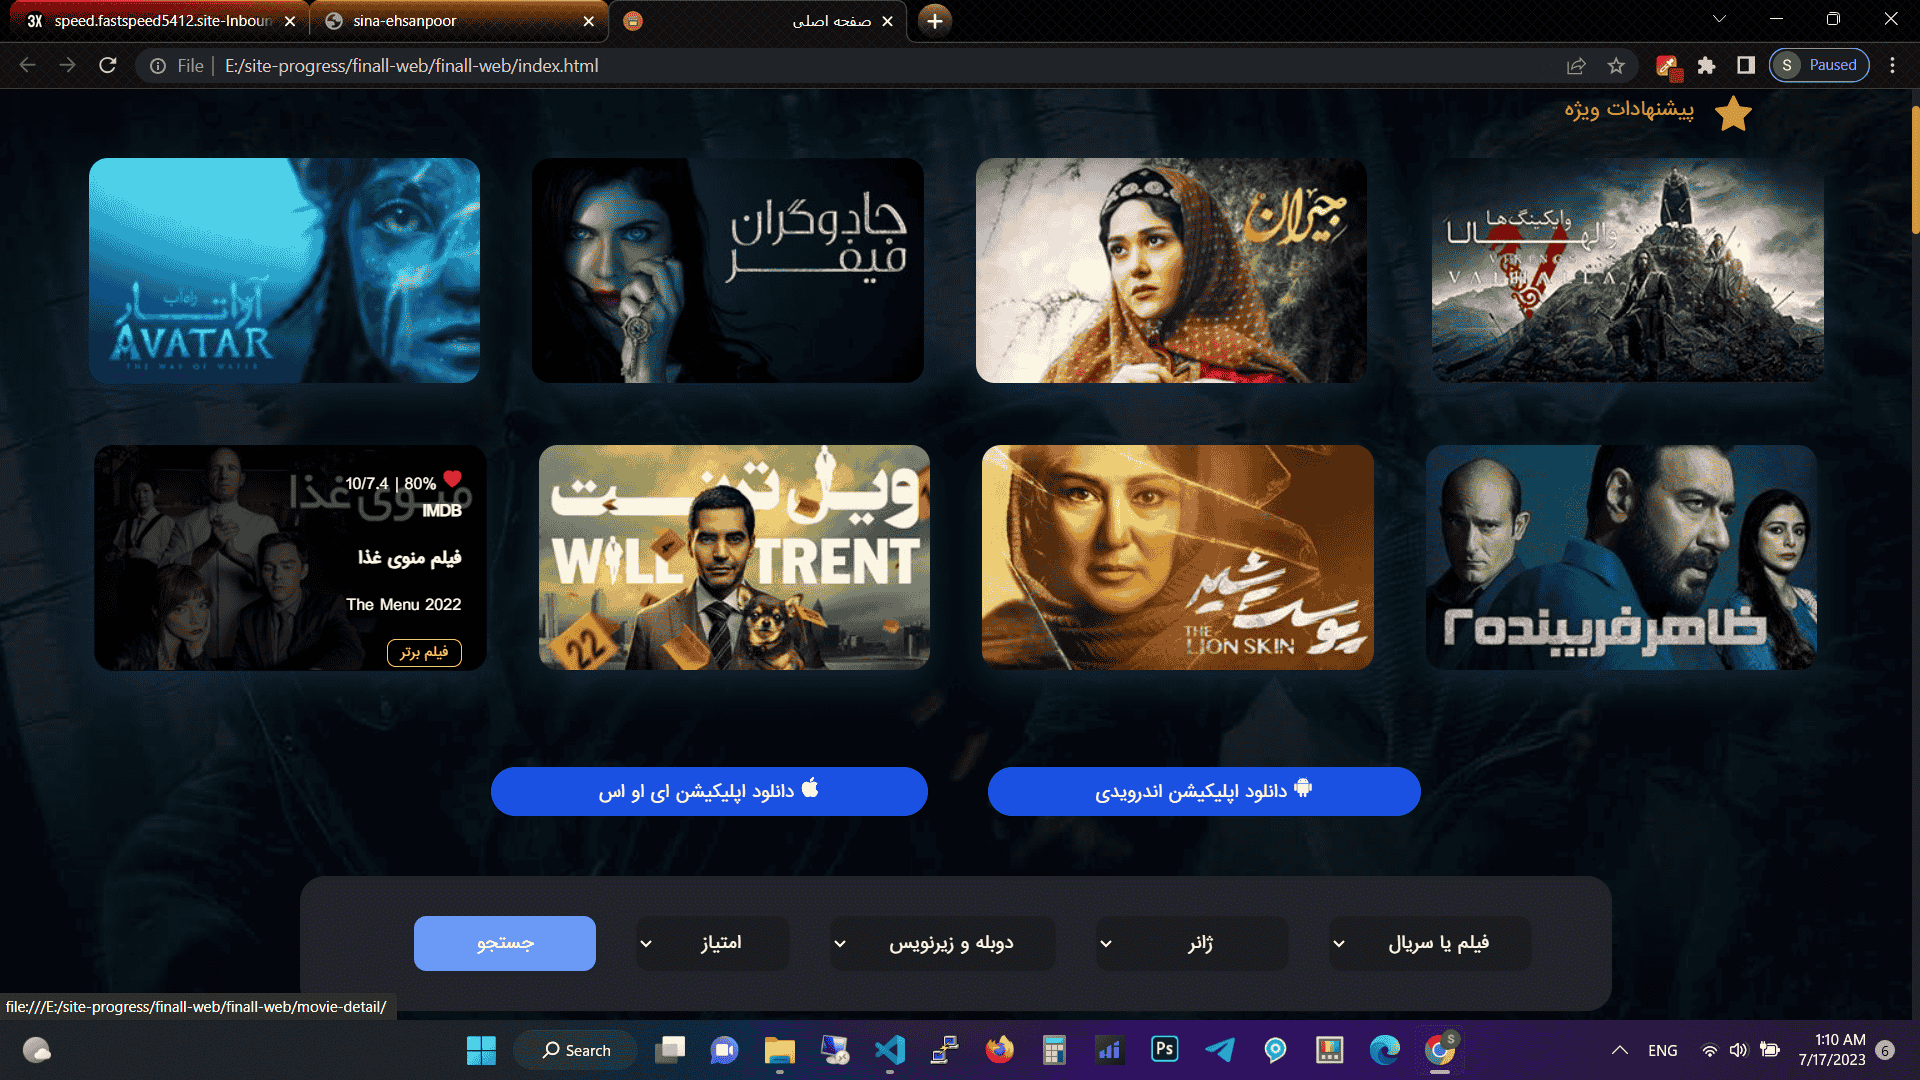 3X speed.fastspeed5412.site-Inboun
sina-ehsanpoor
صفحه اصلی
File | E:/site-progress/finall-web/finall-web/index.html
S Paused
پیشنهادات ویژه
آواتار
راه آب
AVATAR
THE WAY OF WATER
جادوگران
میفر
جیران
وایکینگ‌ها
والهالا
VIKINGS
VALHALLA
منوی غذا
10/7.4 | 80%
IMDB
فیلم منوی غذا
The Menu 2022
فیلم برتر
ویل ترنت
WILL TRENT
22
پوست شیر
THE
LION SKIN
ظاهر فریبنده ۲
دانلود اپلیکیشن اندرویدی
دانلود اپلیکیشن ای او اس
فیلم یا سریال
ژانر
دوبله و زیرنویس
امتیاز
جستجو
file:///E:/site-progress/finall-web/finall-web/movie-detail/
Search
Ps
S
ENG
1:10 AM
7/17/2023
6